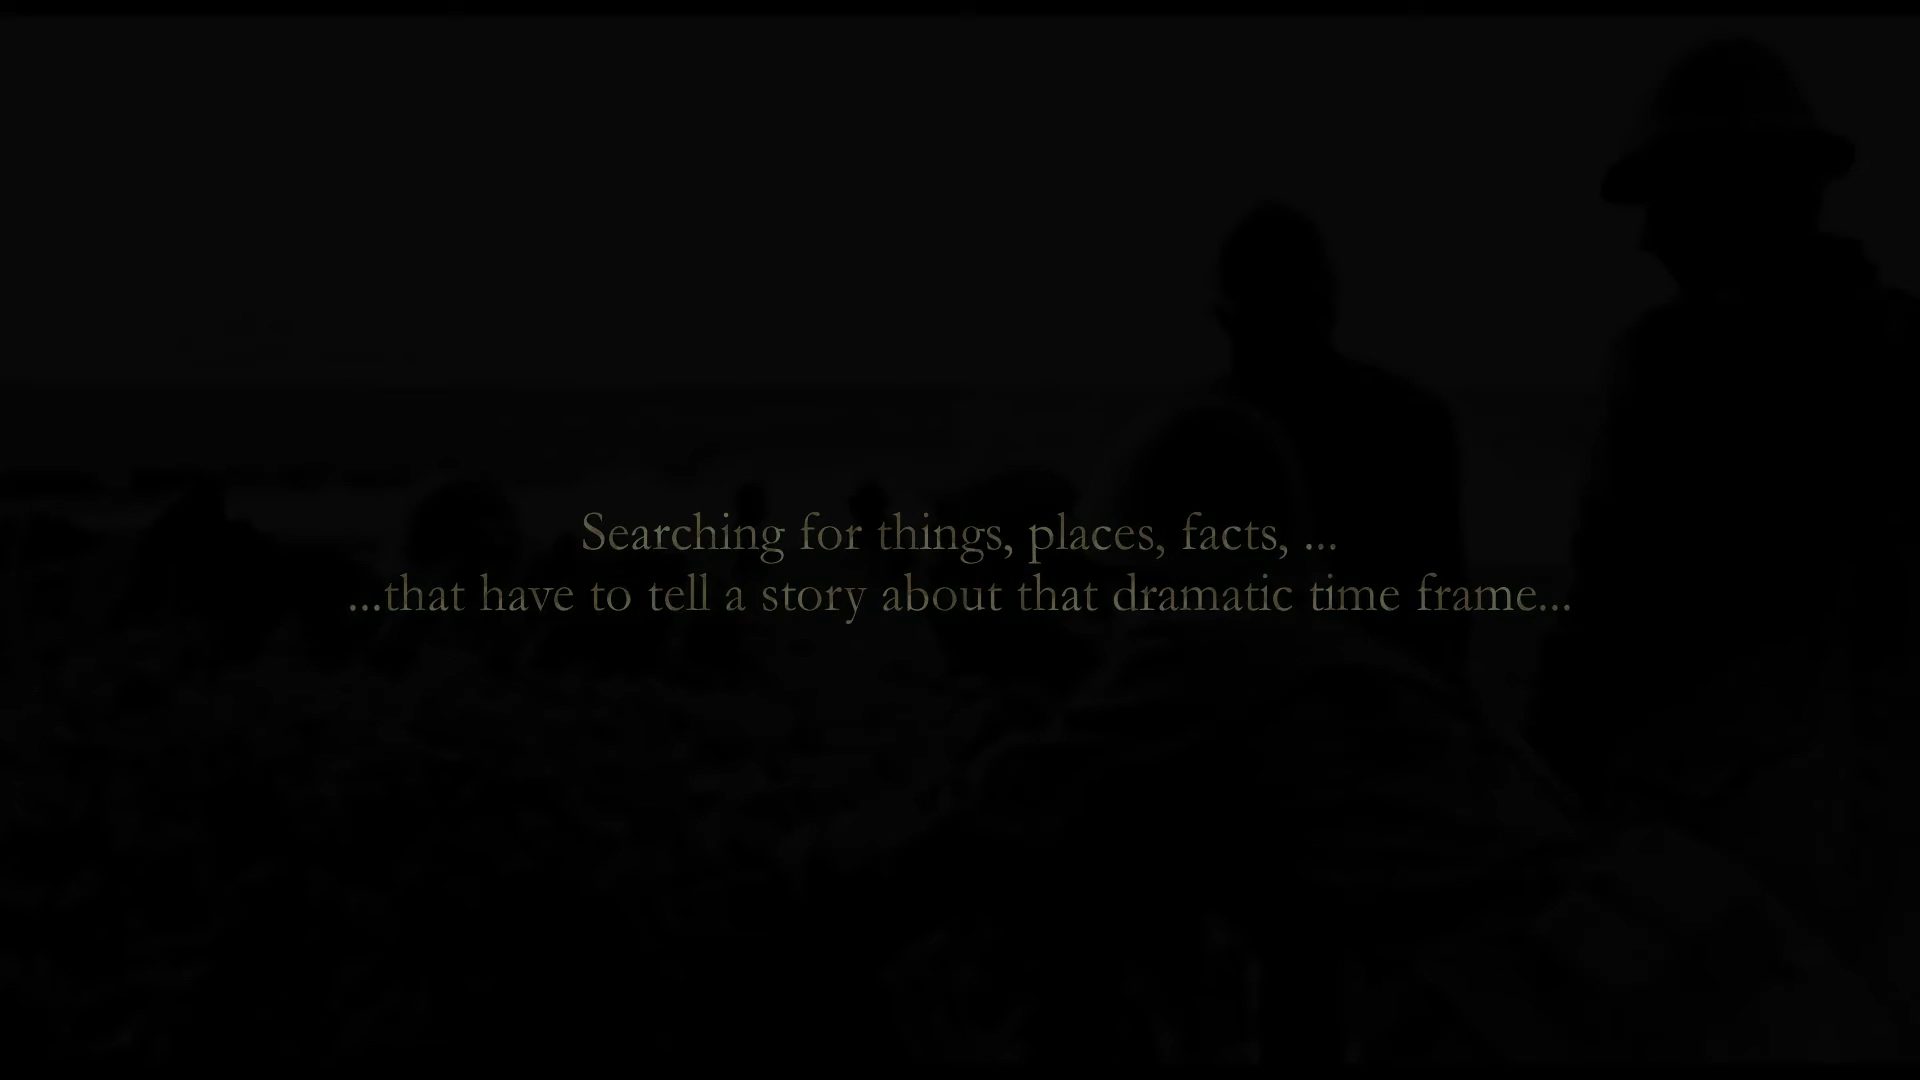 Searching for things, places, facts, ...
...that have to tell a story about that dramatic time frame...